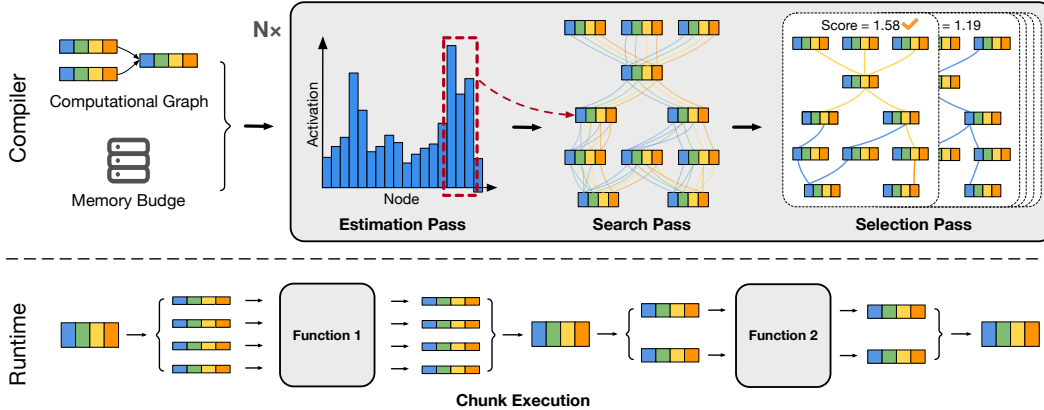 Compiler
Computational Graph
Memory Budget
N×
Activation
Node
Estimation Pass
Search Pass
Score = 1.58
= 1.19
Selection Pass
Runtime
Function 1
Function 2
Chunk Execution